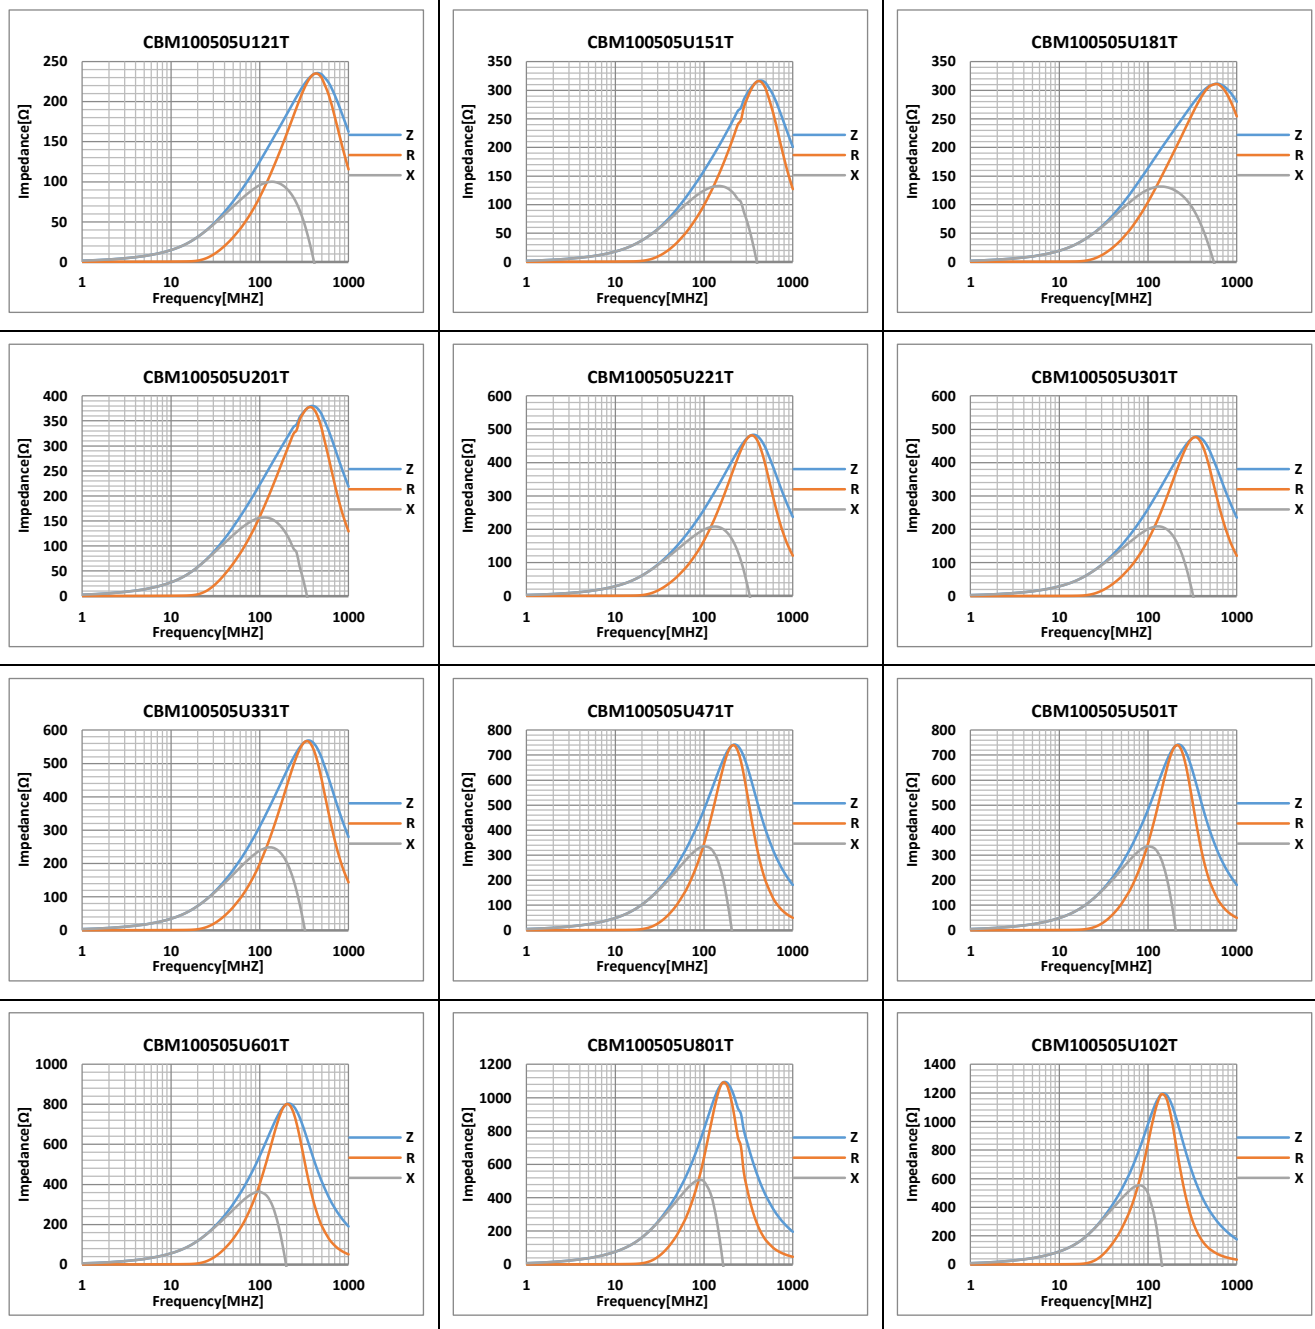 CBM100505U121T
Impedance[Ω]
250
200
150
100
50
0
1 10 100 1000
Frequency[MHZ]
Z
R
X
CBM100505U151T
Impedance[Ω]
350
300
250
200
150
100
50
0
1 10 100 1000
Frequency[MHZ]
Z
R
X
CBM100505U181T
Impedance[Ω]
350
300
250
200
150
100
50
0
1 10 100 1000
Frequency[MHZ]
Z
R
X
CBM100505U201T
Impedance[Ω]
400
350
300
250
200
150
100
50
0
1 10 100 1000
Frequency[MHZ]
Z
R
X
CBM100505U221T
Impedance[Ω]
600
500
400
300
200
100
0
1 10 100 1000
Frequency[MHZ]
Z
R
X
CBM100505U301T
Impedance[Ω]
600
500
400
300
200
100
0
1 10 100 1000
Frequency[MHZ]
Z
R
X
CBM100505U331T
Impedance[Ω]
600
500
400
300
200
100
0
1 10 100 1000
Frequency[MHZ]
Z
R
X
CBM100505U471T
Impedance[Ω]
800
700
600
500
400
300
200
100
0
1 10 100 1000
Frequency[MHZ]
Z
R
X
CBM100505U501T
Impedance[Ω]
800
700
600
500
400
300
200
100
0
1 10 100 1000
Frequency[MHZ]
Z
R
X
CBM100505U601T
Impedance[Ω]
1000
800
600
400
200
0
1 10 100 1000
Frequency[MHZ]
Z
R
X
CBM100505U801T
Impedance[Ω]
1200
1000
800
600
400
200
0
1 10 100 1000
Frequency[MHZ]
Z
R
X
CBM100505U102T
Impedance[Ω]
1400
1200
1000
800
600
400
200
0
1 10 100 1000
Frequency[MHZ]
Z
R
X